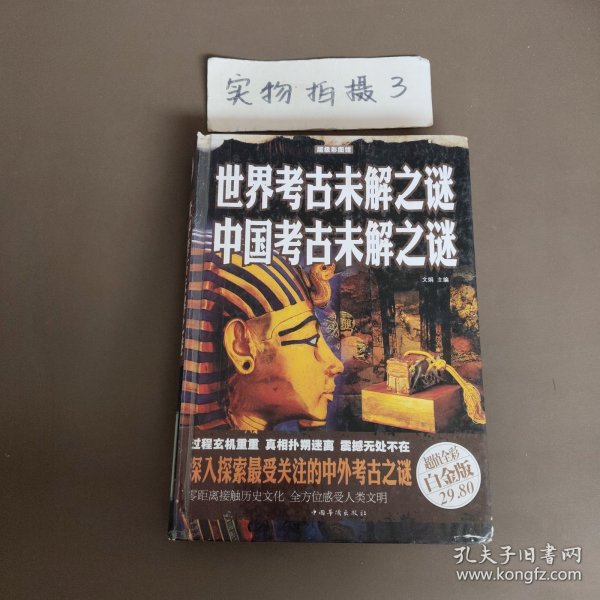 实物拍摄3
超级彩图馆
世界考古未解之谜
中国考古未解之谜
文娟 主编
过程玄机重重 真相扑朔迷离 震撼无处不在
深入探索最受关注的中外考古之谜
零距离接触历史文化 全方位感受人类文明
中国华侨出版社
超值全彩
白金版
29.80
孔夫子旧书网
www.kongfz.com